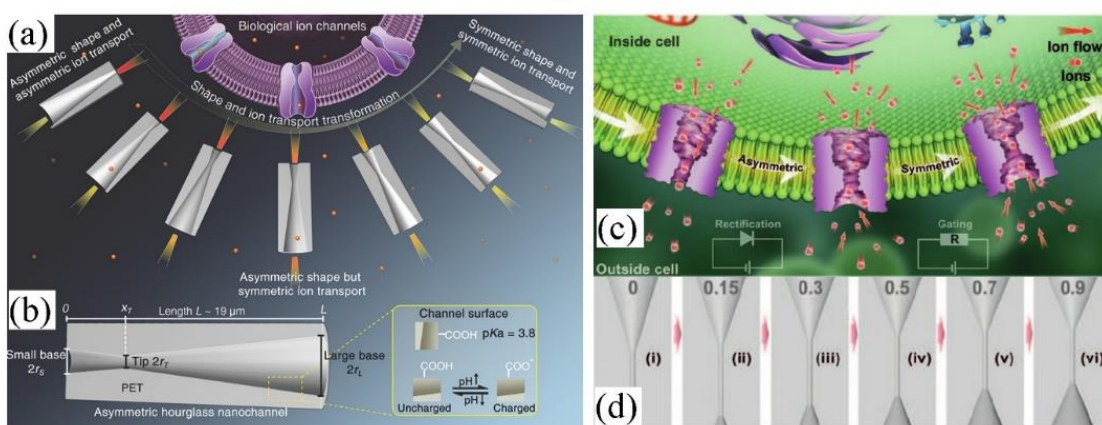 (a)
Biological ion channels
Asymmetric shape and
asymmetric ion transport
Shape and ion transport transformation
Symmetric shape and
symmetric ion transport
Asymmetric shape but
symmetric ion transport
(b)
0
x_T
Length L ~ 19 μm
L
Small base
2r_S
Tip 2r_T
Large base
2r_L
PET
Asymmetric hourglass nanochannel
Channel surface
COOH
pKa = 3.8
COOH
COO⁻
pH↑
pH↓
Uncharged
Charged
Inside cell
Ion flow
Ions
Asymmetric
Symmetric
(c)
Rectification
Gating
R
Outside cell
0
0.15
0.3
0.5
0.7
0.9
(i)
(ii)
(iii)
(iv)
(v)
(vi)
(d)